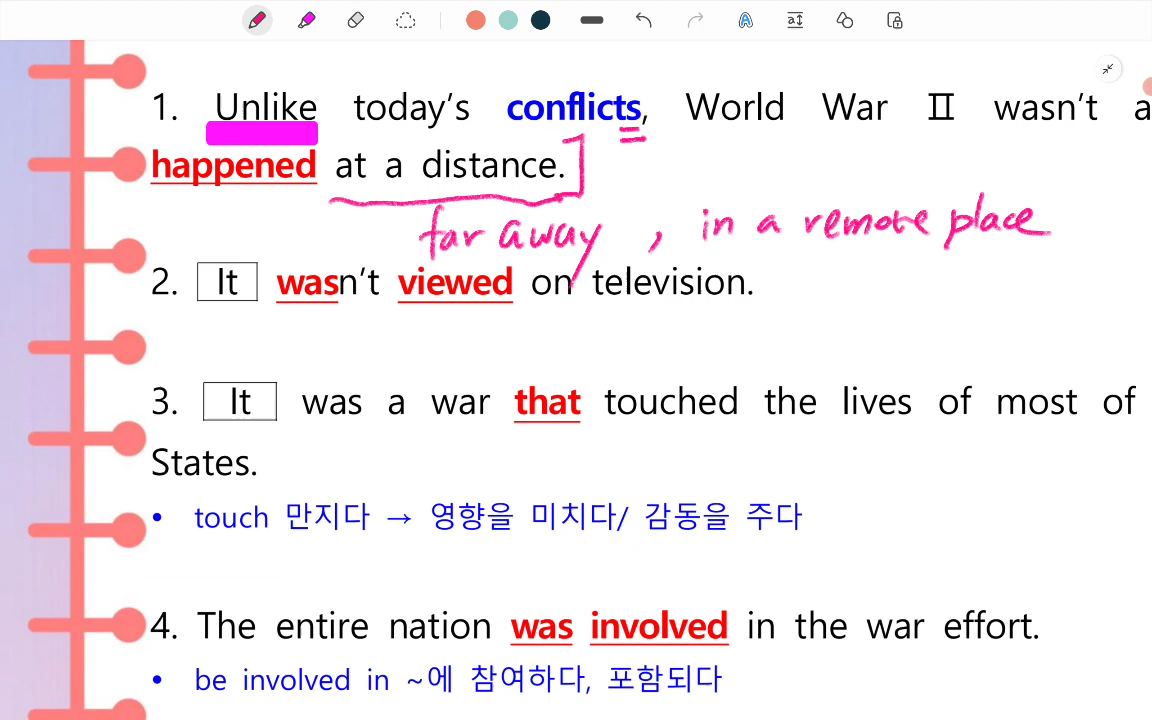 1. Unlike today's conflicts, World War Ⅱ wasn't a
happened at a distance.
far away , in a remote place
2. It wasn't viewed on television.
3. It was a war that touched the lives of most of
States.
• touch 만지다 → 영향을 미치다/ 감동을 주다
4. The entire nation was involved in the war effort.
• be involved in ~에 참여하다, 포함되다